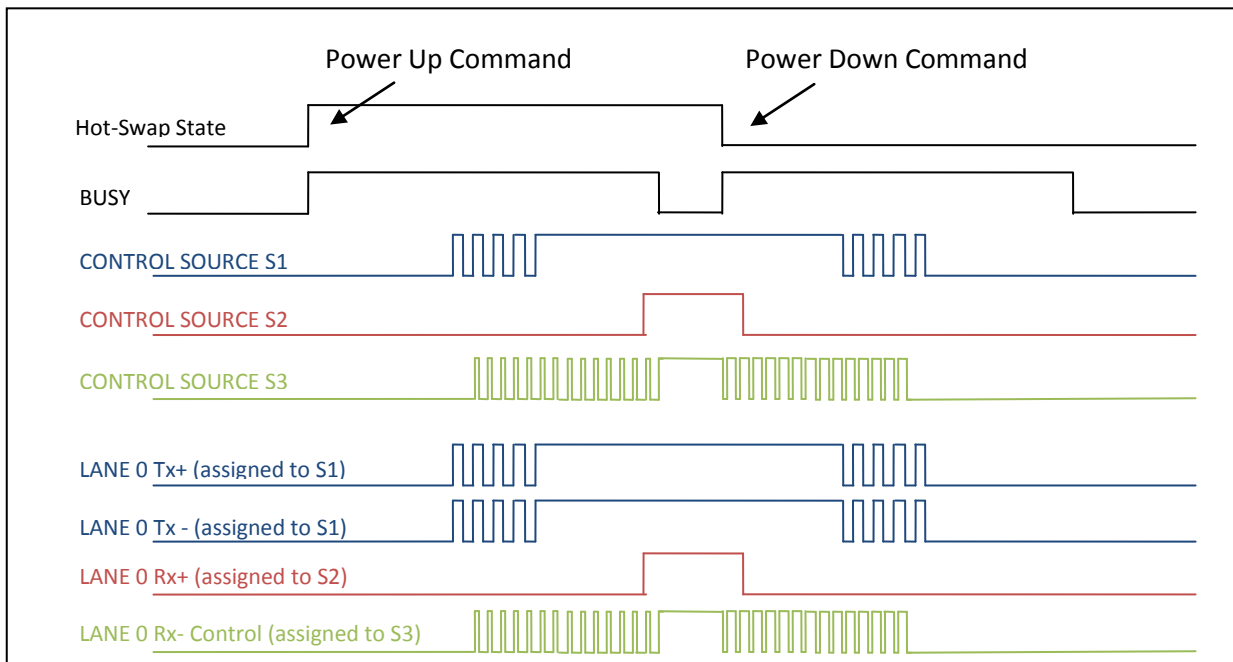 Power Up Command
Power Down Command
Hot-Swap State
BUSY
CONTROL SOURCE S1
CONTROL SOURCE S2
CONTROL SOURCE S3
LANE 0 Tx+ (assigned to S1)
LANE 0 Tx - (assigned to S1)
LANE 0 Rx+ (assigned to S2)
LANE 0 Rx- Control (assigned to S3)